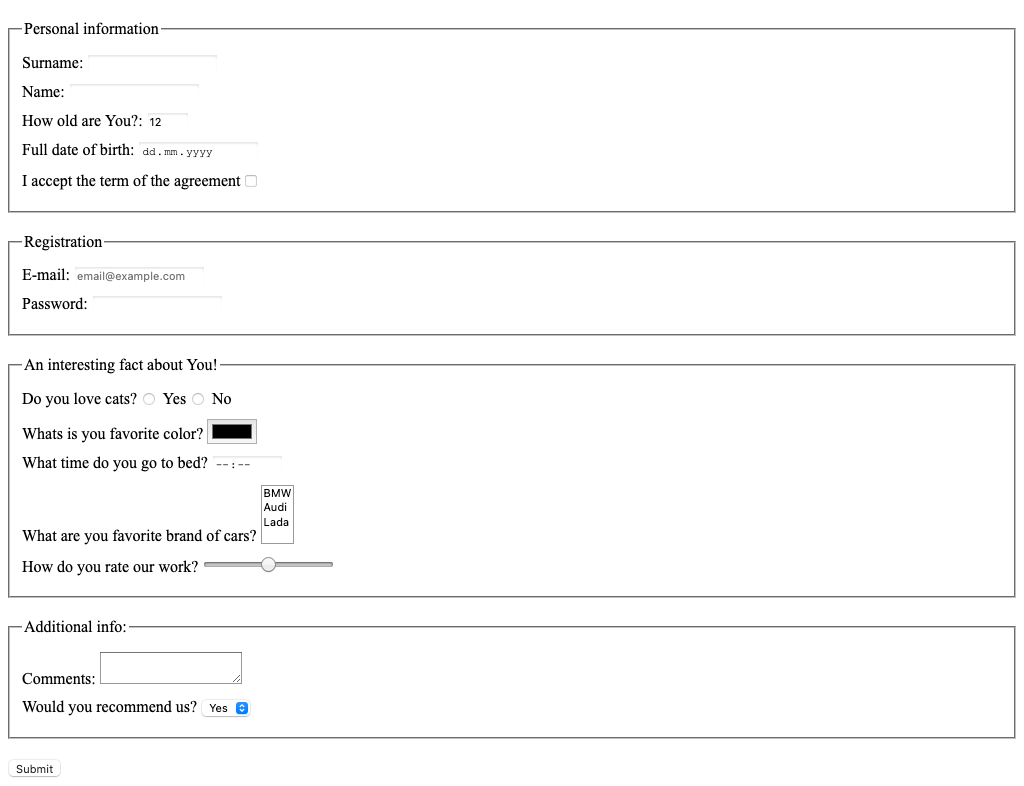 Personal information
Surname:
Name:
How old are You?: 12
Full date of birth: dd.mm.yyyy
I accept the term of the agreement
Registration
E-mail: email@example.com
Password:
An interesting fact about You!
Do you love cats? Yes No
Whats is you favorite color?
What time do you go to bed? --:--
BMW
Audi
Lada
What are you favorite brand of cars?
How do you rate our work?
Additional info:
Comments:
Would you recommend us? Yes
Submit